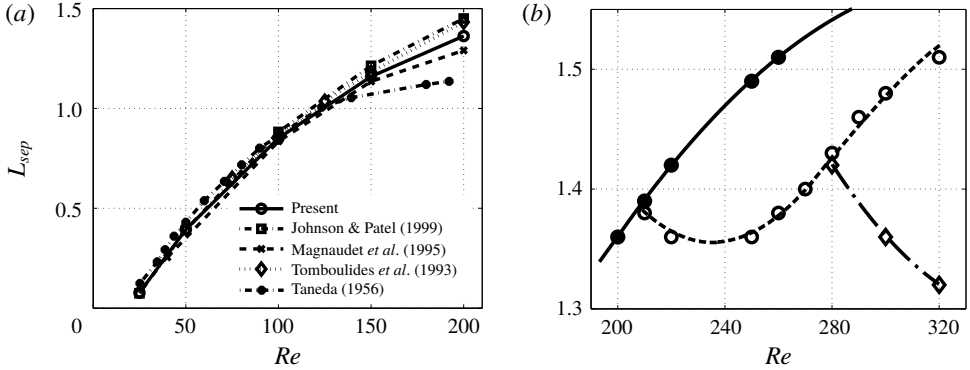 (a)
1.5
1.0
0.5
0
50
100
150
200
L_sep
Re
Present
Johnson & Patel (1999)
Magnaudet et al. (1995)
Tomboulides et al. (1993)
Taneda (1956)
(b)
1.5
1.4
1.3
200
240
280
320
Re